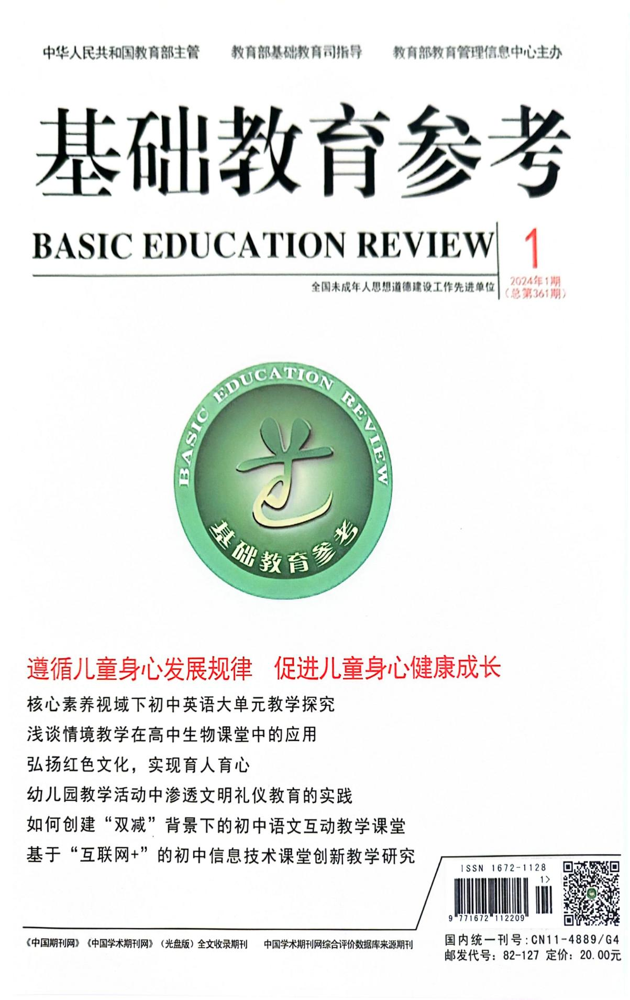 中华人民共和国教育部主管 教育部基础教育司指导 教育部教育管理信息中心主办
基础教育参考
BASIC EDUCATION REVIEW
1
2024年1期
（总第361期）
全国未成年人思想道德建设工作先进单位
BASIC EDUCATION REVIEW
基础教育参考
遵循儿童身心发展规律 促进儿童身心健康成长
核心素养视域下初中英语大单元教学探究
浅谈情境教学在高中生物课堂中的应用
弘扬红色文化，实现育人育心
幼儿园教学活动中渗透文明礼仪教育的实践
如何创建“双减”背景下的初中语文互动教学课堂
基于“互联网+”的初中信息技术课堂创新教学研究
ISSN 1672-1128
1>
9 771672 112209
《中国期刊网》《中国学术期刊网》（光盘版）全文收录期刊 中国学术期刊网综合评价数据库来源期刊
国内统一刊号:CN11-4889/G4
邮发代号：82-127 定价：20.00元